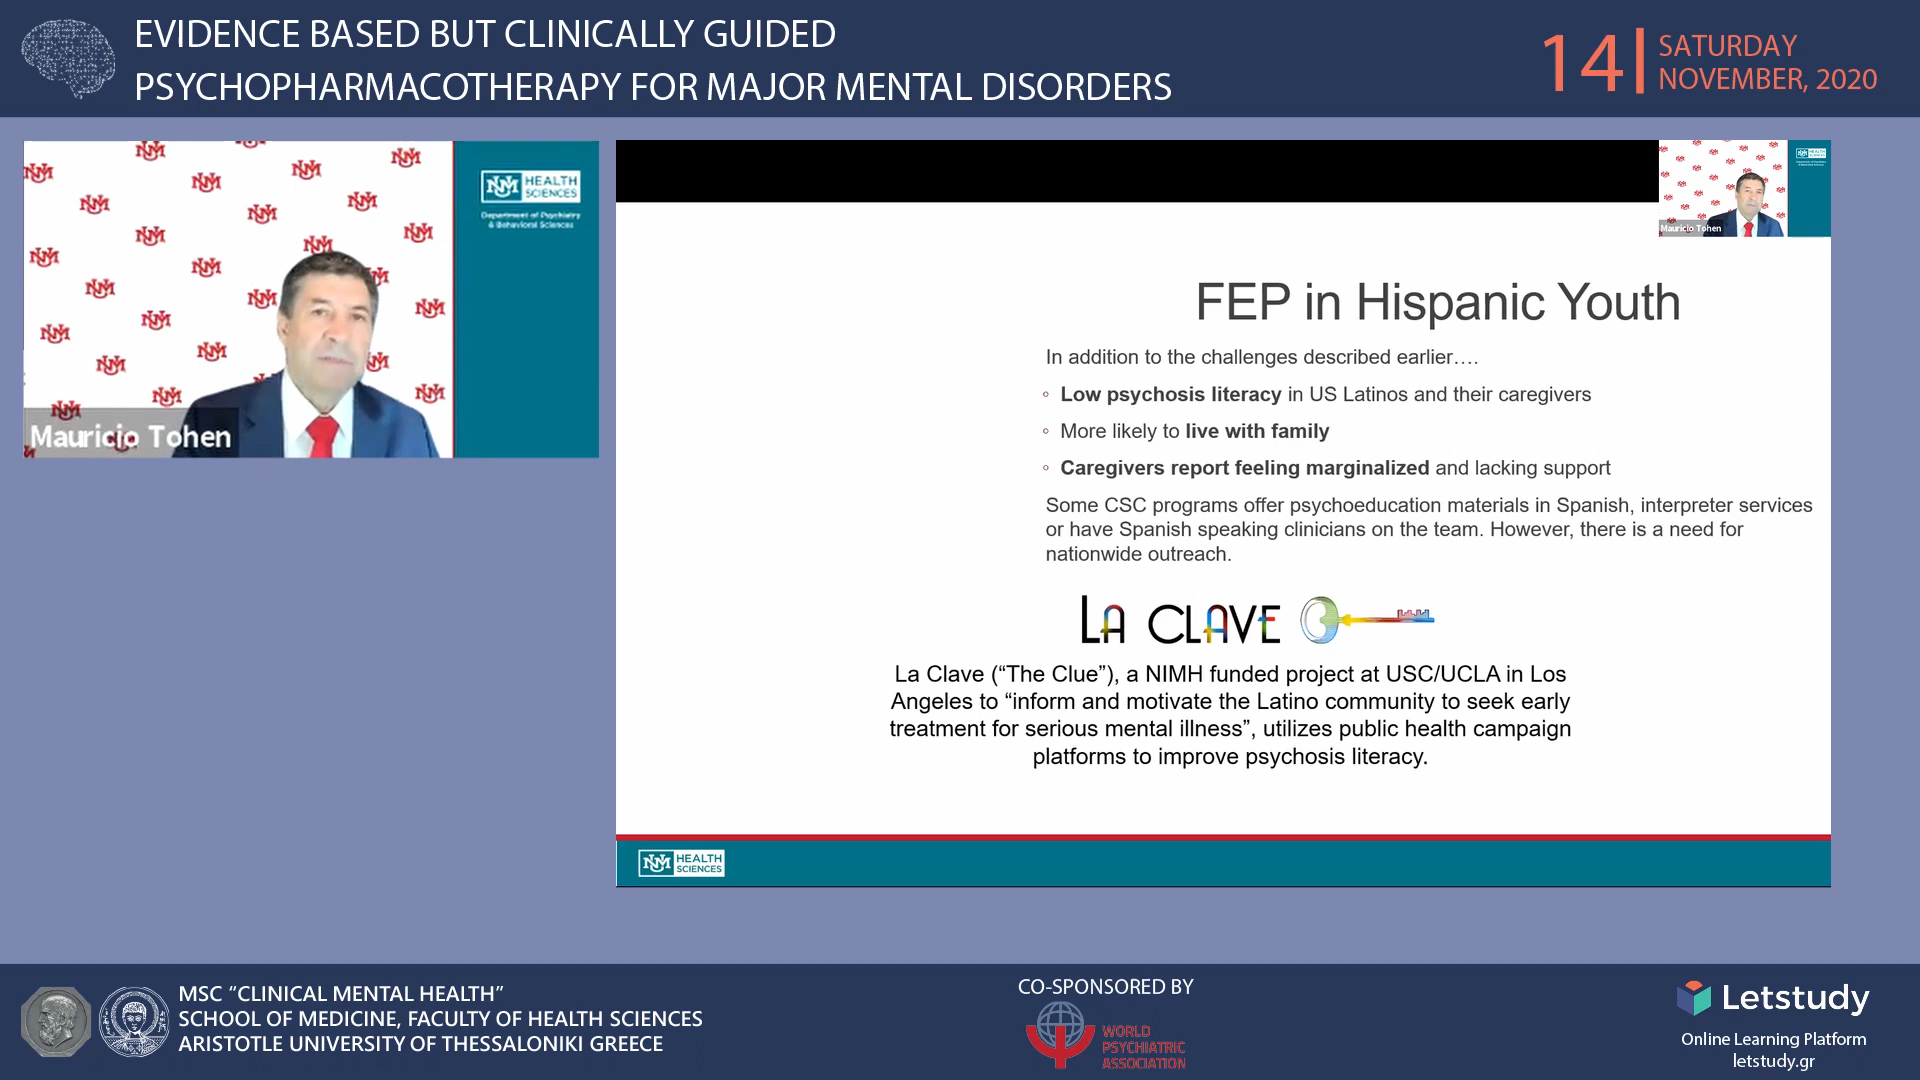 EVIDENCE BASED BUT CLINICALLY GUIDED
PSYCHOPHARMACOTHERAPY FOR MAJOR MENTAL DISORDERS
14
SATURDAY
NOVEMBER, 2020
UNM HEALTH
SCIENCES
Department of Psychiatry
& Behavioral Sciences
Mauricio Tohen
Mauricio Tohen
FEP in Hispanic Youth
In addition to the challenges described earlier….
◦ Low psychosis literacy in US Latinos and their caregivers
◦ More likely to live with family
◦ Caregivers report feeling marginalized and lacking support
Some CSC programs offer psychoeducation materials in Spanish, interpreter services
or have Spanish speaking clinicians on the team. However, there is a need for
nationwide outreach.
LA CLAVE
La Clave (“The Clue”), a NIMH funded project at USC/UCLA in Los
Angeles to “inform and motivate the Latino community to seek early
treatment for serious mental illness”, utilizes public health campaign
platforms to improve psychosis literacy.
UNM HEALTH
SCIENCES
MSC “CLINICAL MENTAL HEALTH”
SCHOOL OF MEDICINE, FACULTY OF HEALTH SCIENCES
ARISTOTLE UNIVERSITY OF THESSALONIKI GREECE
CO-SPONSORED BY
WORLD
PSYCHIATRIC
ASSOCIATION
Letstudy
Online Learning Platform
letstudy.gr